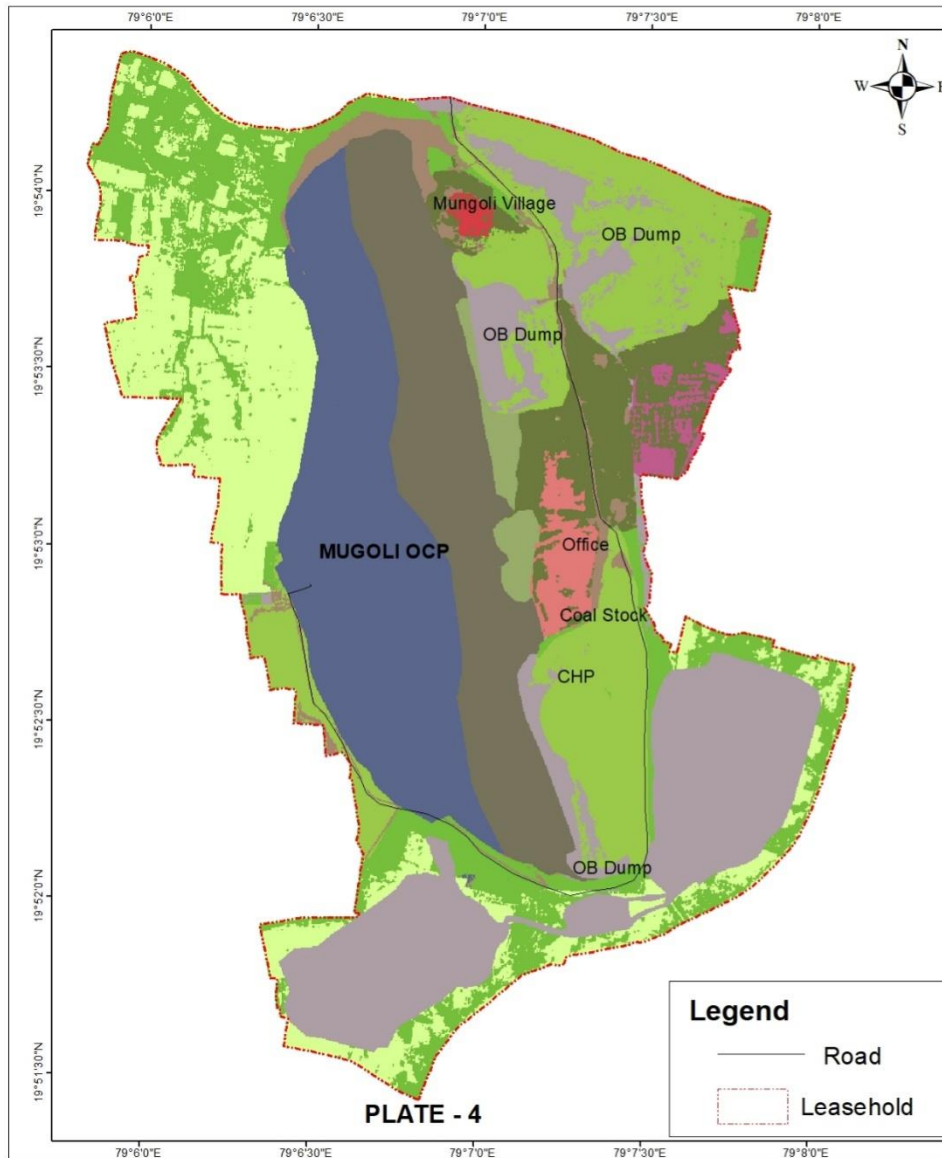 79°6'0"E
79°6'30"E
79°7'0"E
79°7'30"E
79°8'0"E
N
W
E
S
19°54'0"N
19°53'30"N
19°53'0"N
19°52'30"N
19°52'0"N
19°51'30"N
Mungoli Village
OB Dump
OB Dump
Office
MUGOLI OCP
Coal Stock
CHP
OB Dump
Legend
Road
Leasehold
PLATE - 4
79°6'0"E
79°6'30"E
79°7'0"E
79°7'30"E
79°8'0"E